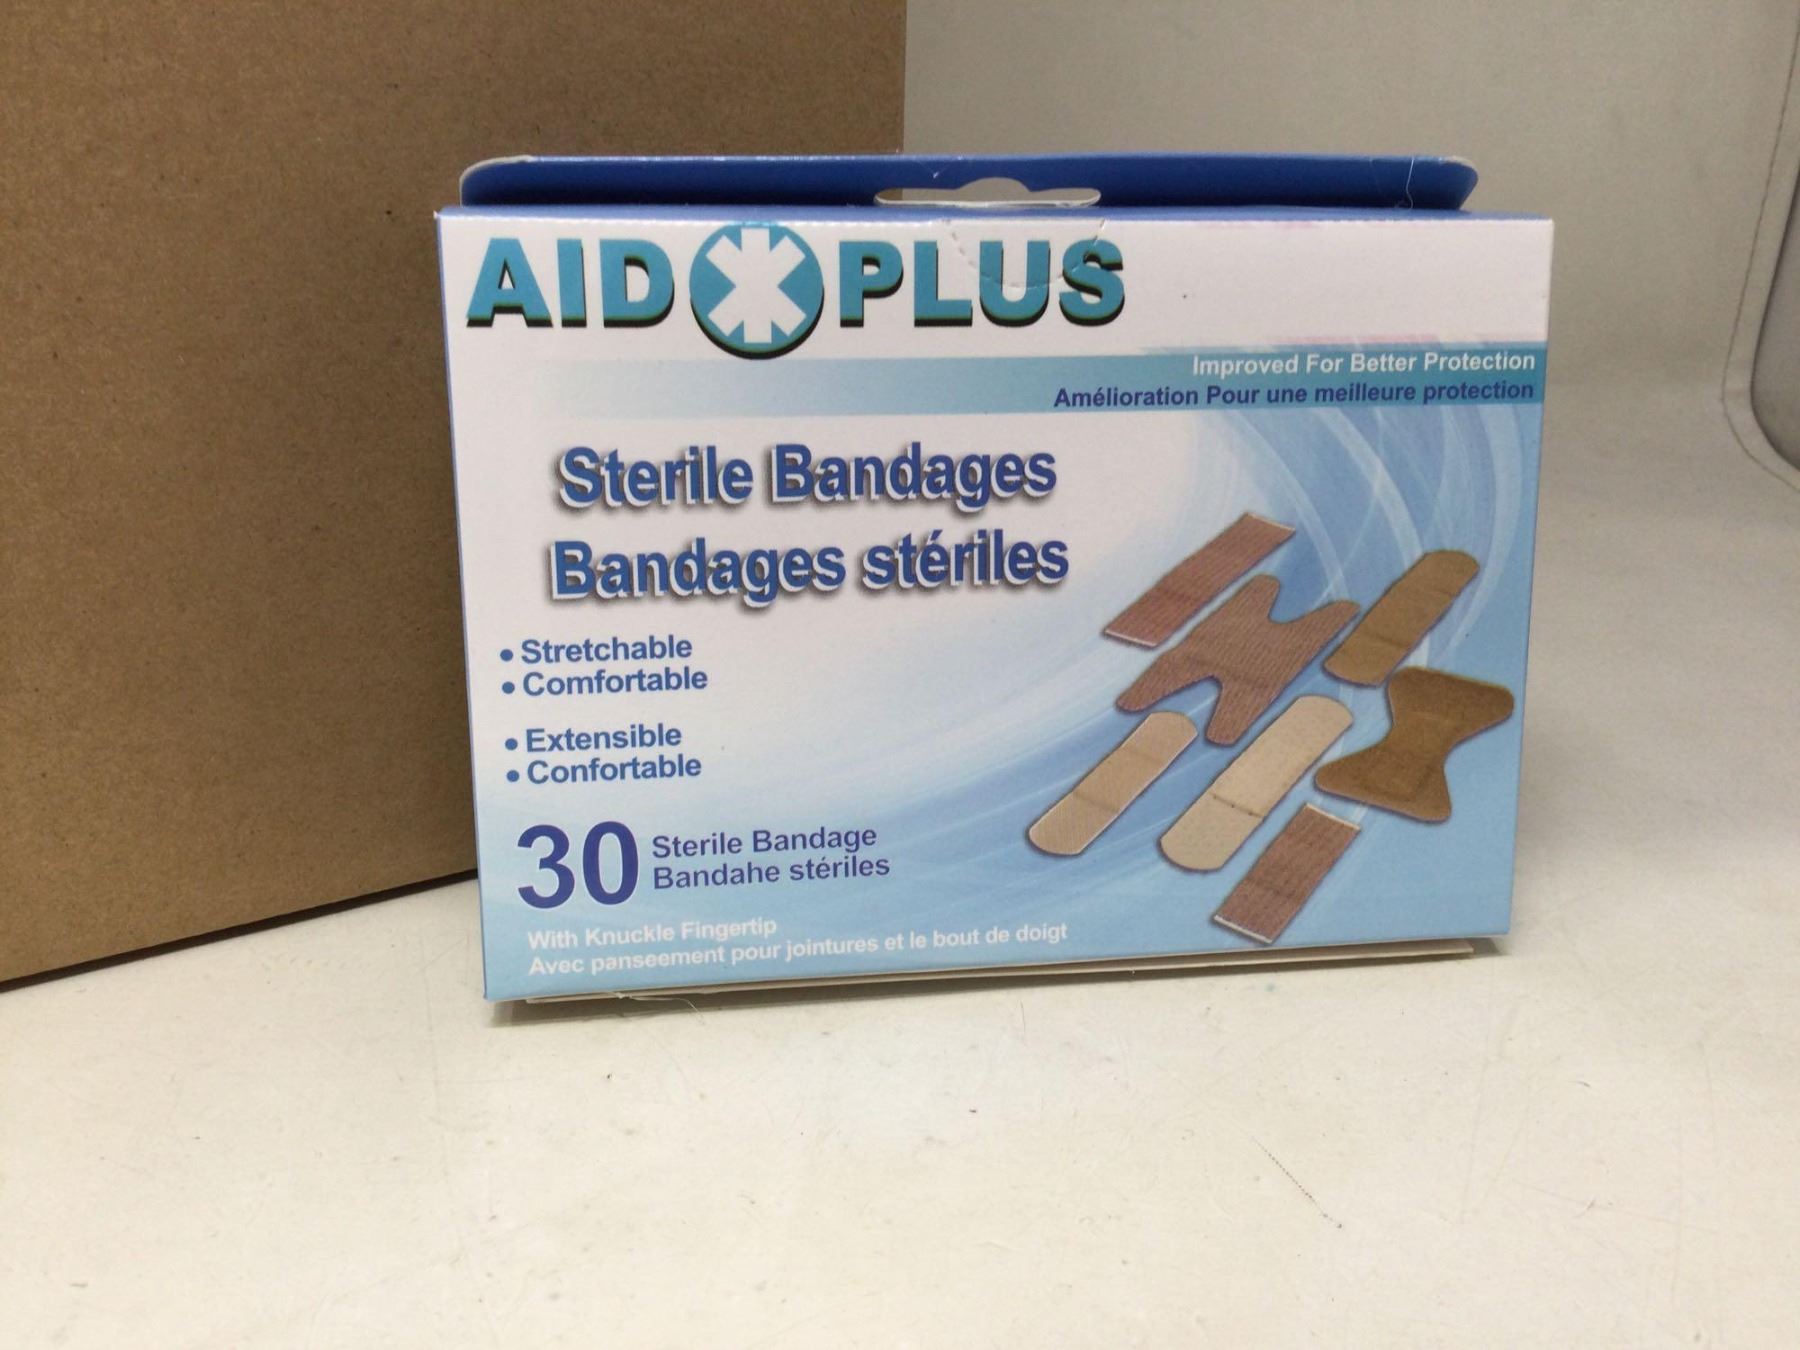 AID PLUS
Improved For Better Protection
Amélioration Pour une meilleure protection
Sterile Bandages
Bandages stériles
• Stretchable
• Comfortable
• Extensible
• Confortable
30 Sterile Bandage
Bandahe stériles
With Knuckle Fingertip
Avec panseement pour jointures et le bout de doigt